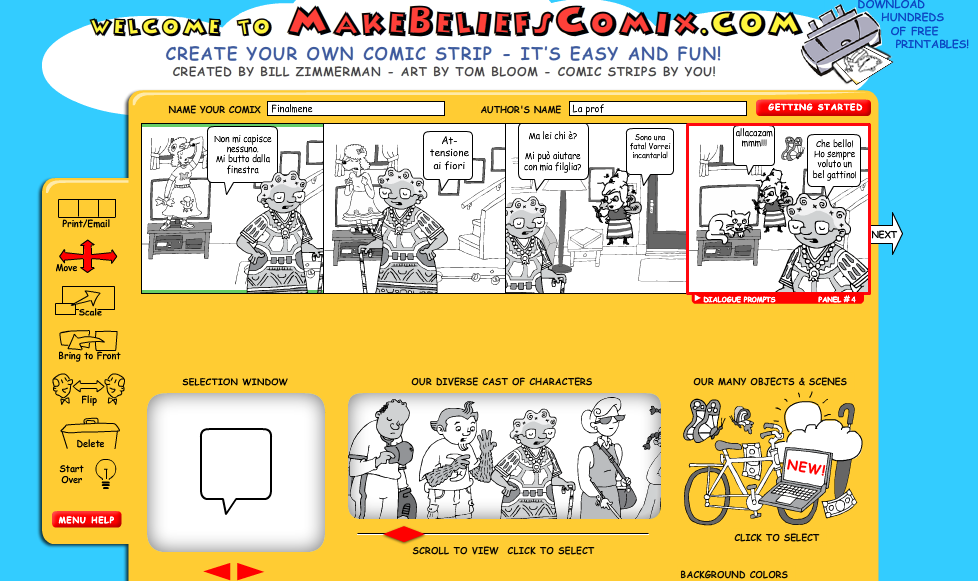 WELCOME TO MAKEBELIEFSCOMIX.COM
CREATE YOUR OWN COMIC STRIP - IT'S EASY AND FUN!
CREATED BY BILL ZIMMERMAN - ART BY TOM BLOOM - COMIC STRIPS BY YOU!
DOWNLOAD
HUNDREDS
OF FREE
PRINTABLES!
NAME YOUR COMIX Finalmene AUTHOR'S NAME La prof GETTING STARTED
Non mi capisce
nessuno.
Mi butto dalla
finestra
At-
tensione
ai fiori
Ma lei chi è?
Mi può aiutare
con mia filglia?
Sono una
fata! Vorrei
incantarla!
allacazam
mmm!!!
Che bello!
Ho sempre
voluto un
bel gattino!
NEXT
DIALOGUE PROMPTS PANEL #4
Print/Email
Move
Scale
Bring to Front
Flip
Delete
Start
Over
MENU HELP
SELECTION WINDOW
OUR DIVERSE CAST OF CHARACTERS
SCROLL TO VIEW CLICK TO SELECT
OUR MANY OBJECTS & SCENES
NEW!
CLICK TO SELECT
BACKGROUND COLORS